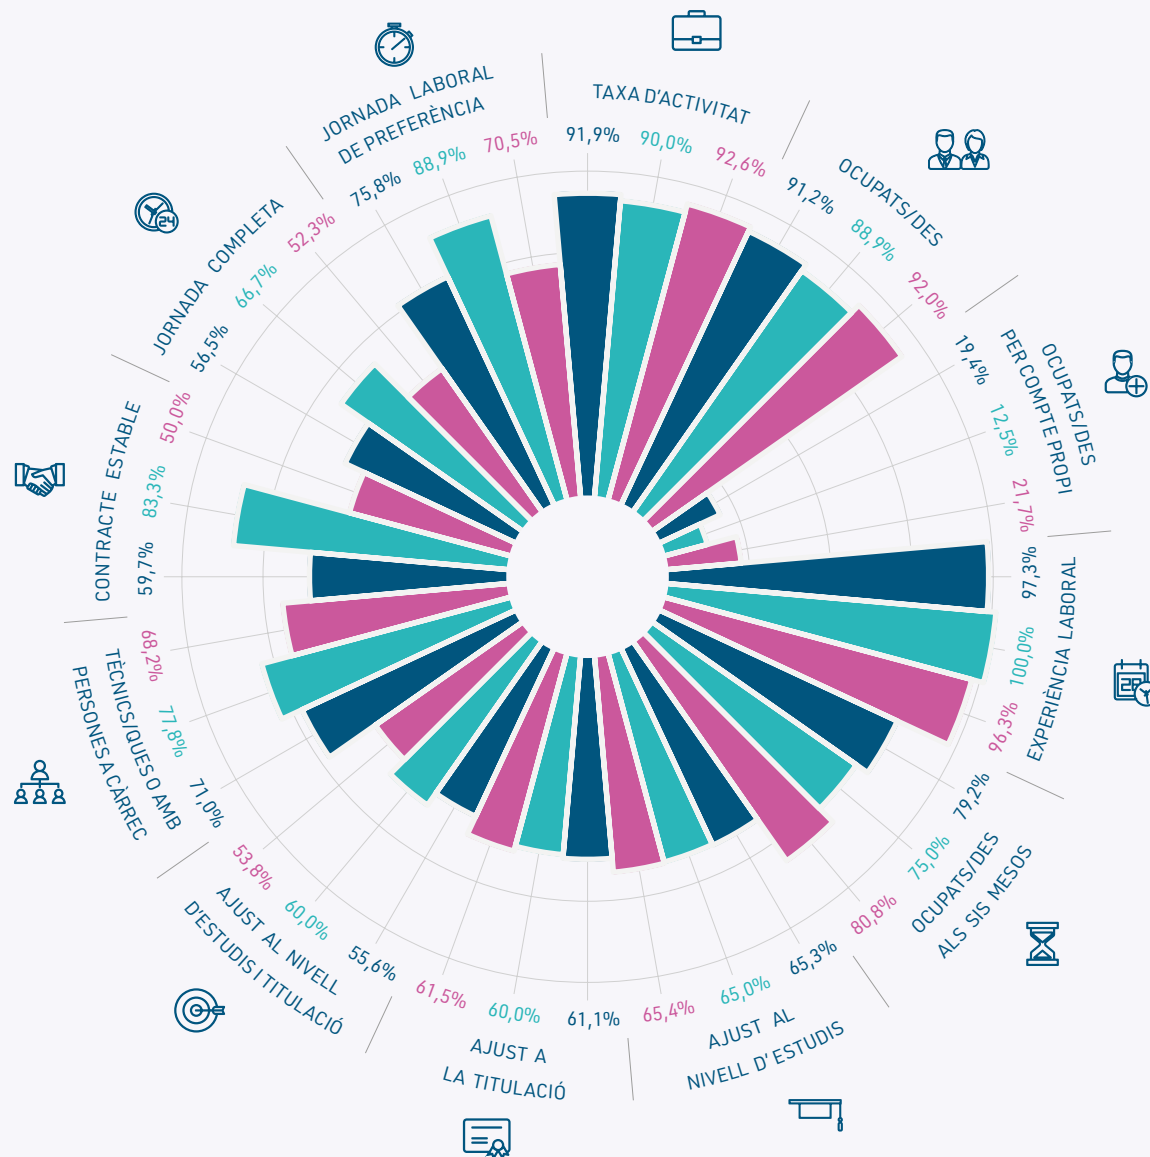 TAXA D'ACTIVITAT
91,9%
90,0%
92,6%
OCUPATS/DES
91,2%
88,9%
92,0%
OCUPATS/DES
PER COMPTE PROPI
19,4%
12,5%
21,7%
EXPERIÈNCIA LABORAL
97,3%
100,0%
96,3%
OCUPATS/DES
ALS SIS MESOS
79,2%
75,0%
80,8%
AJUST AL
NIVELL D'ESTUDIS
65,3%
65,0%
65,4%
AJUST A
LA TITULACIÓ
61,1%
60,0%
61,5%
AJUST AL NIVELL
D'ESTUDIS I TITULACIÓ
55,6%
60,0%
53,8%
TÈCNICS/QUES O AMB
PERSONES A CÀRREC
71,0%
77,8%
68,2%
CONTRACTE ESTABLE
59,7%
83,3%
50,0%
JORNADA COMPLETA
56,5%
66,7%
52,3%
JORNADA LABORAL
DE PREFERÈNCIA
75,8%
88,9%
70,5%
24